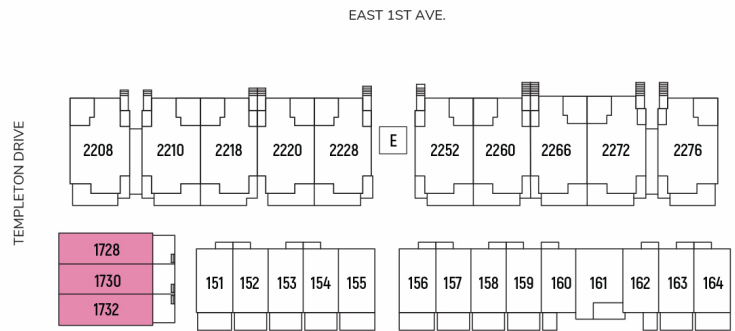 EAST 1ST AVE.
TEMPLETON DRIVE
2208 2210 2218 2220 2228 E 2252 2260 2266 2272 2276
1728
1730
1732
151 152 153 154 155 156 157 158 159 160 161 162 163 164